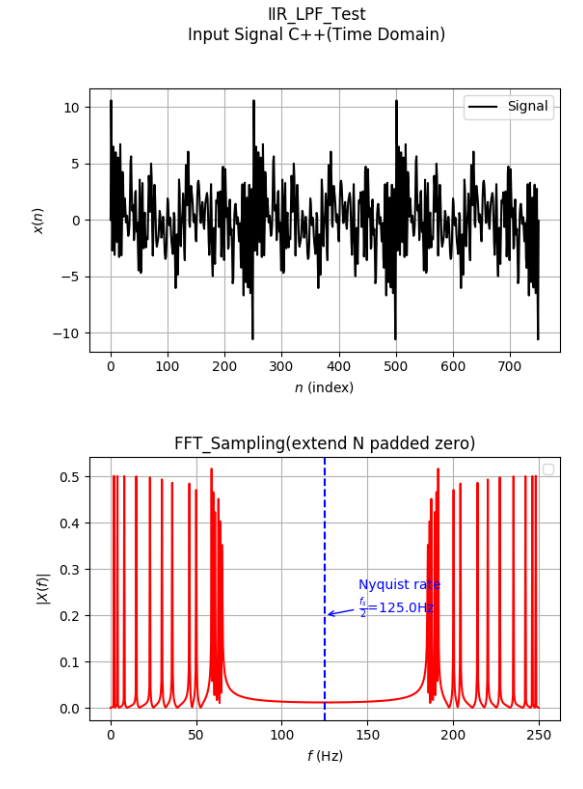 IIR_LPF_Test
Input Signal C++(Time Domain)
10
5
0
−5
−10
x(n)
Signal
0 100 200 300 400 500 600 700
n (index)
FFT_Sampling(extend N padded zero)
0.5
0.4
0.3
0.2
0.1
0.0
|X(f)|
Nyquist rate
fs/2=125.0Hz
0 50 100 150 200 250
f (Hz)